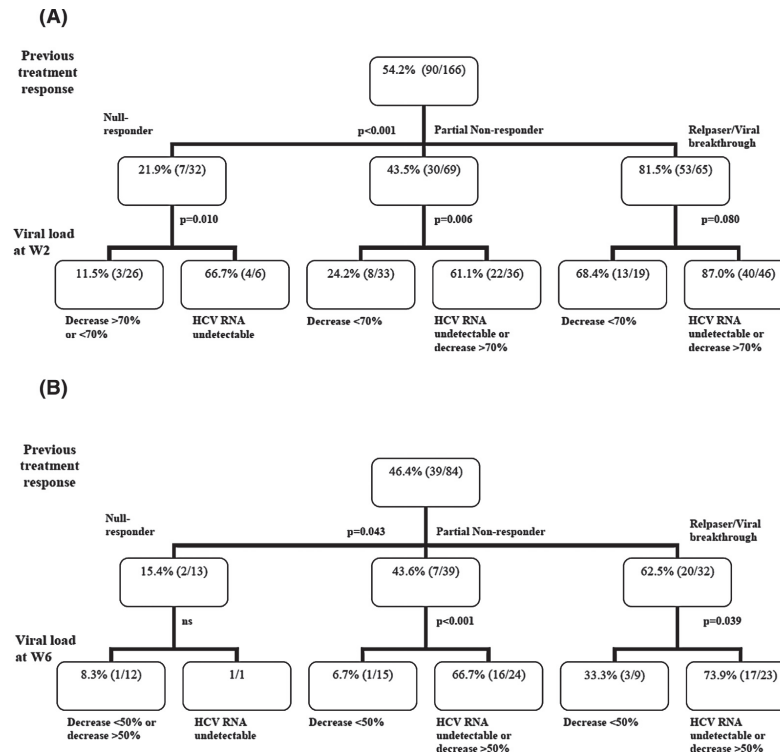 (A)
Previous
treatment
response
54.2% (90/166)
Null-
responder
p<0.001
Partial Non-responder
Relpaser/Viral
breakthrough
21.9% (7/32)
43.5% (30/69)
81.5% (53/65)
p=0.010
p=0.006
p=0.080
Viral load
at W2
11.5% (3/26)
66.7% (4/6)
24.2% (8/33)
61.1% (22/36)
68.4% (13/19)
87.0% (40/46)
Decrease >70%
or <70%
HCV RNA
undetectable
Decrease <70%
HCV RNA
undetectable or
decrease >70%
Decrease <70%
HCV RNA
undetectable or
decrease >70%
(B)
Previous
treatment
response
46.4% (39/84)
Null-
responder
p=0.043
Partial Non-responder
Relpaser/Viral
breakthrough
15.4% (2/13)
43.6% (7/39)
62.5% (20/32)
ns
p<0.001
p=0.039
Viral load
at W6
8.3% (1/12)
1/1
6.7% (1/15)
66.7% (16/24)
33.3% (3/9)
73.9% (17/23)
Decrease <50% or
decrease >50%
HCV RNA
undetectable
Decrease <50%
HCV RNA
undetectable or
decrease >50%
Decrease <50%
HCV RNA
undetectable or
decrease >50%